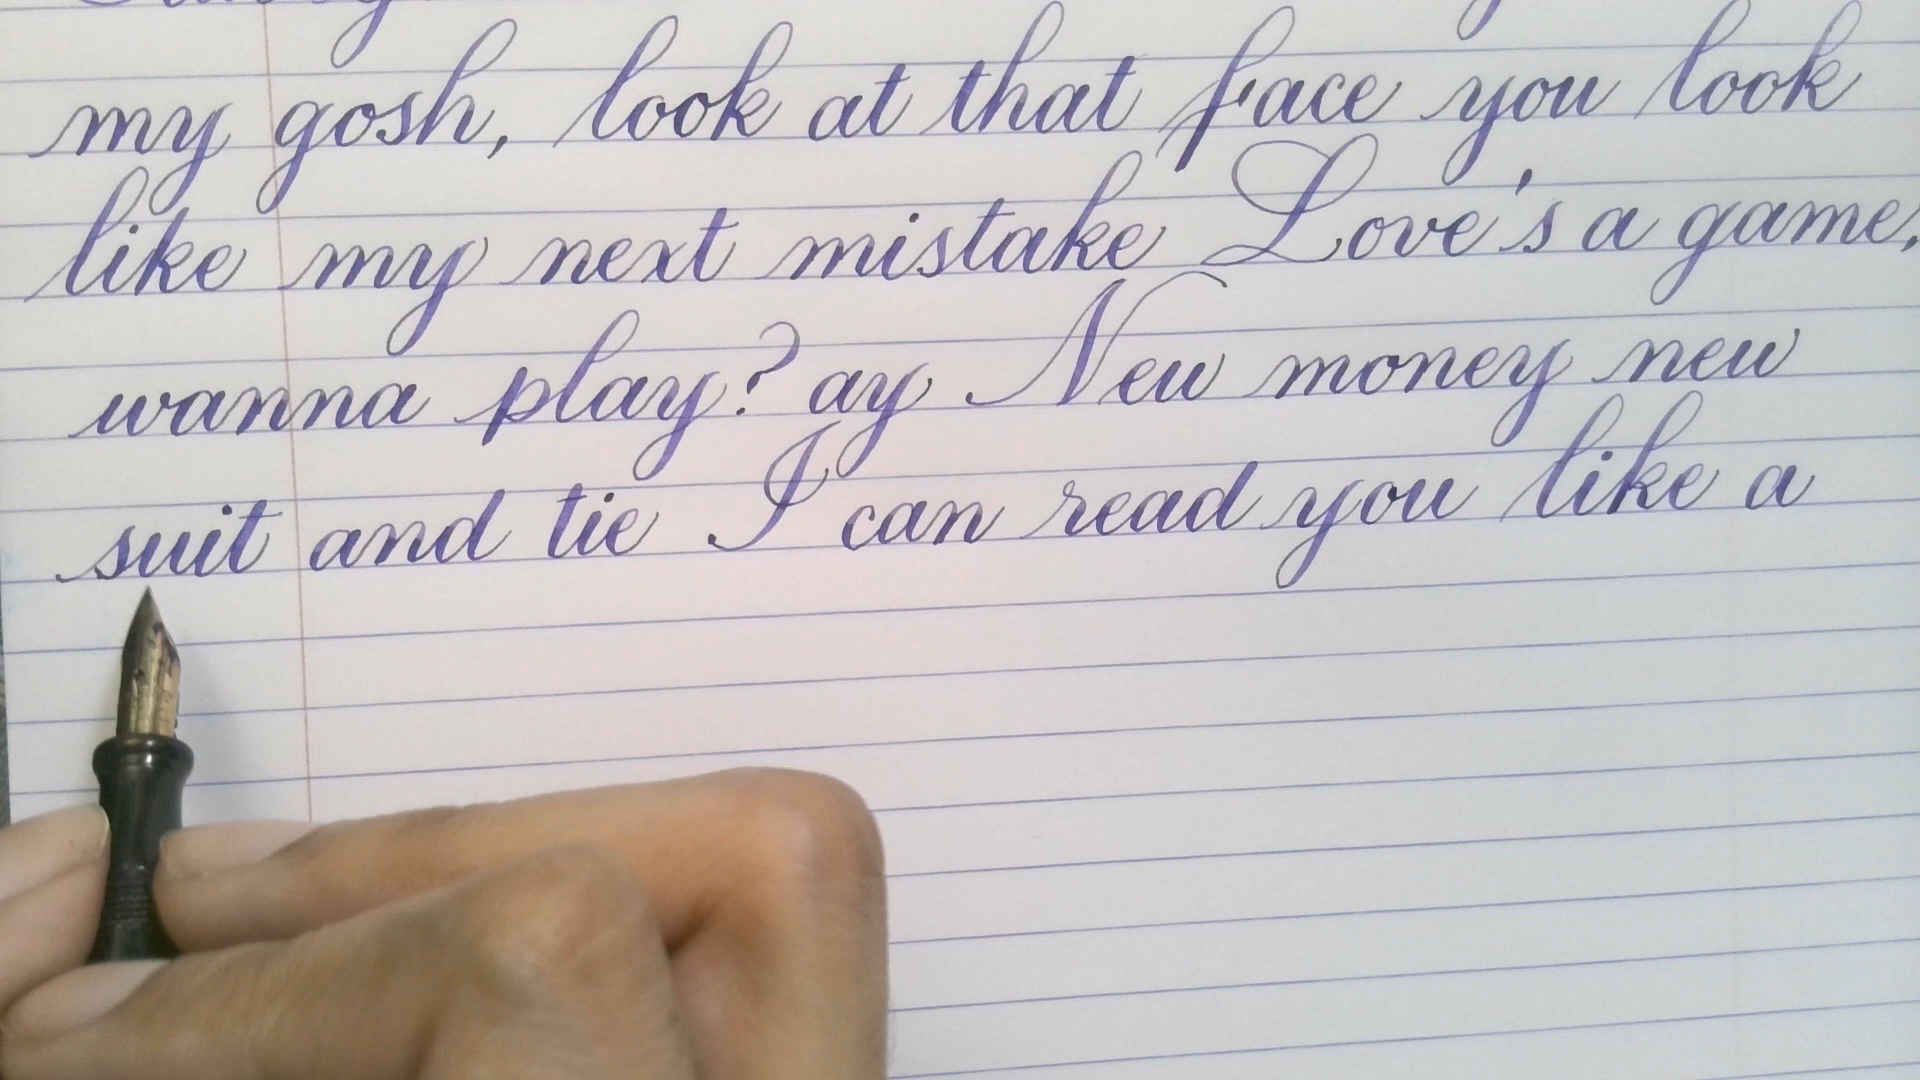 my gosh, look at that face you look
like my next mistake Love's a game,
wanna play? ay New money new
suit and tie I can read you like a